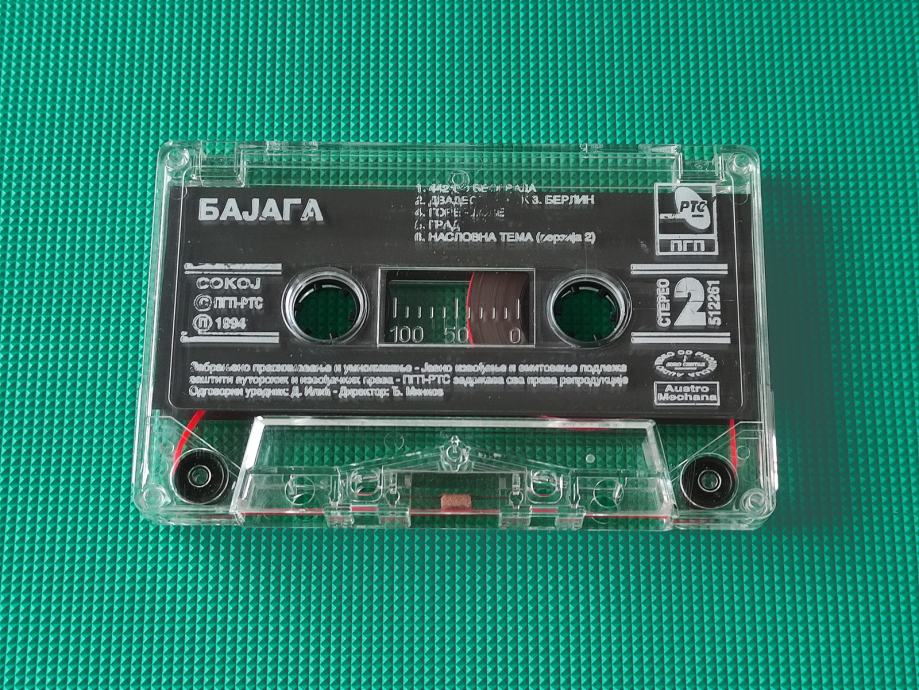 БАЈАГА
1. 442 ДО БЕОГРАДА
2. ДВАДЕСЕТ 3. БЕРЛИН
4. ГОРЕ ДОЛЕ
5. ГРАД
6. НАСЛОВНА ТЕМА (верзија 2)
РТС
ПГП
СОКОЈ
© ПГП-РТС
Ⓟ 1994
100 50 0
СТЕРЕО
2
512261
Забрањено преснимавање и умножавање - Јавно извођење и емитовање подлеже
заштити ауторских и извођачких права - ПГП-РТС задржава сва права репродукције
Одговорни уредник: Д. Илић - Директор: Ђ.
Austro
Mechana